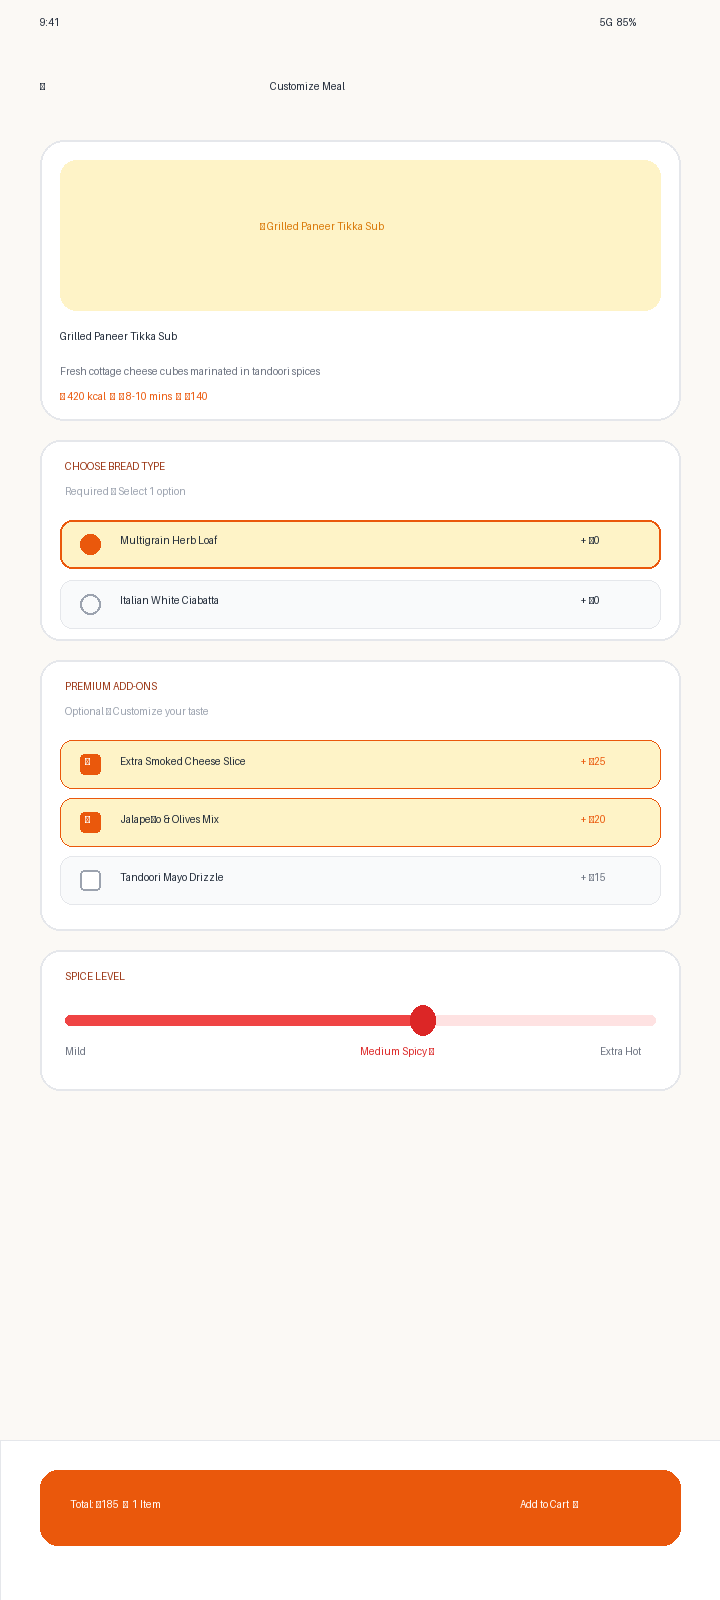 9:41 5G 85%
Customize Meal
Grilled Paneer Tikka Sub
Grilled Paneer Tikka Sub
Fresh cottage cheese cubes marinated in tandoori spices
420 kcal 8-10 mins 140
CHOOSE BREAD TYPE
Required Select 1 option
Multigrain Herb Loaf + 0
Italian White Ciabatta + 0
PREMIUM ADD-ONS
Optional Customize your taste
Extra Smoked Cheese Slice + 25
Jalape▯o & Olives Mix + 20
Tandoori Mayo Drizzle + 15
SPICE LEVEL
Mild Medium Spicy Extra Hot
Total: 185 1 Item Add to Cart